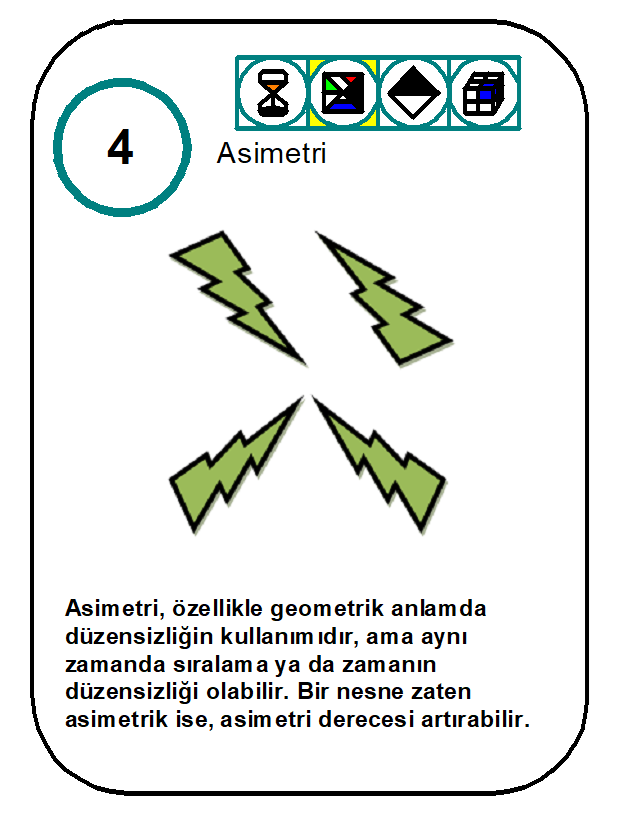 4
Asimetri
Asimetri, özellikle geometrik anlamda
düzensizliğin kullanımıdır, ama aynı
zamanda sıralama ya da zamanın
düzensizliği olabilir. Bir nesne zaten
asimetrik ise, asimetri derecesi artırabilir.